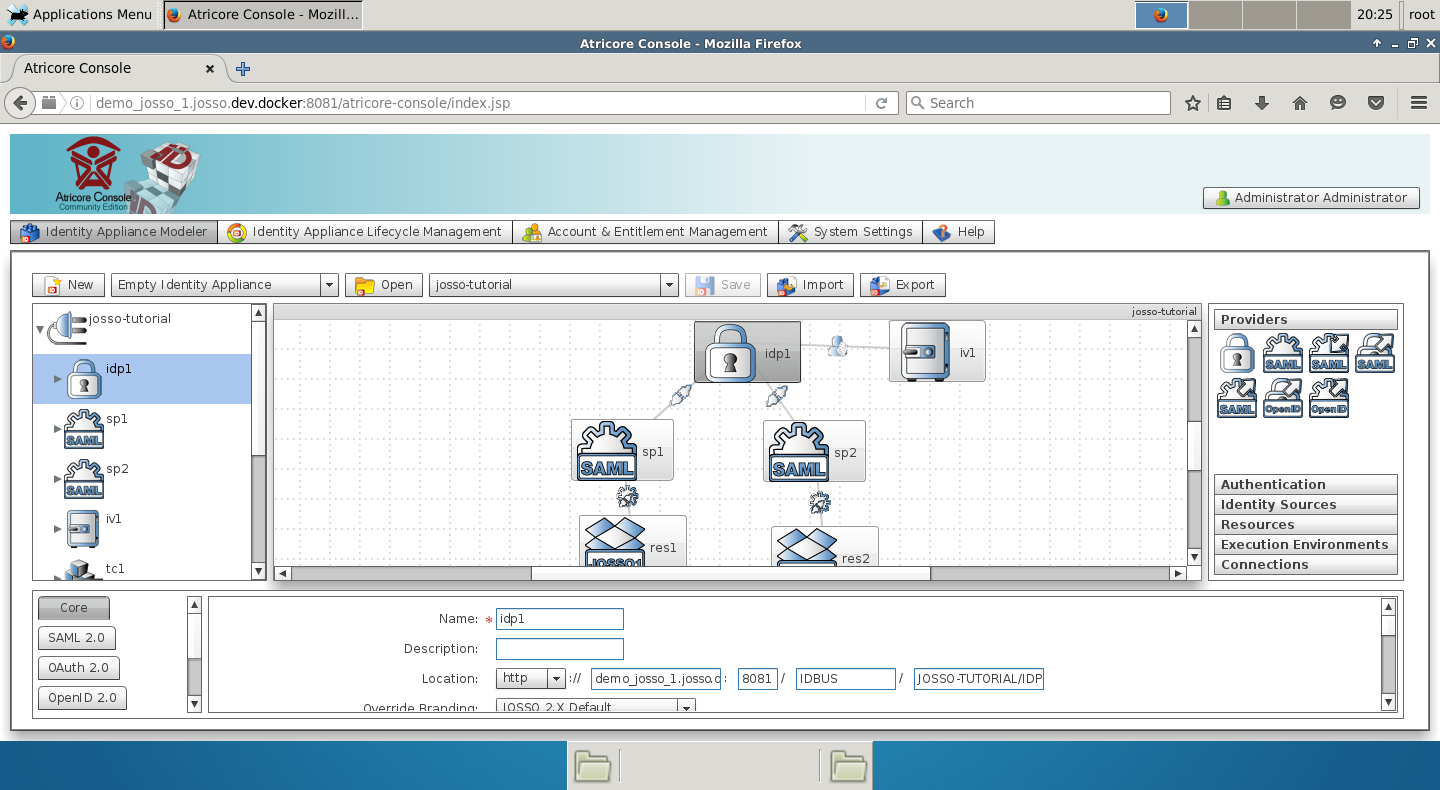 Applications Menu
Atricore Console - Mozill...
20:25
root
Atricore Console - Mozilla Firefox
Atricore Console
demo_josso_1.josso.dev.docker:8081/atricore-console/index.jsp
Search
Atricore Console
Community Edition
Administrator Administrator
Identity Appliance Modeler
Identity Appliance Lifecycle Management
Account & Entitlement Management
System Settings
Help
New
Empty Identity Appliance
Open
josso-tutorial
Save
Import
Export
josso-tutorial
idp1
sp1
SAML
sp2
SAML
iv1
tc1
josso-tutorial
idp1
iv1
sp1
SAML
sp2
SAML
res1
JOSSO1
res2
Providers
SAML
SAML
SAML
SAML
OpenID
OpenID
Authentication
Identity Sources
Resources
Execution Environments
Connections
Core
SAML 2.0
OAuth 2.0
OpenID 2.0
Name: * idp1
Description:
Location: http :// demo_josso_1.josso.d : 8081 / IDBUS / JOSSO-TUTORIAL/IDP
Override Branding: JOSSO 2.X Default